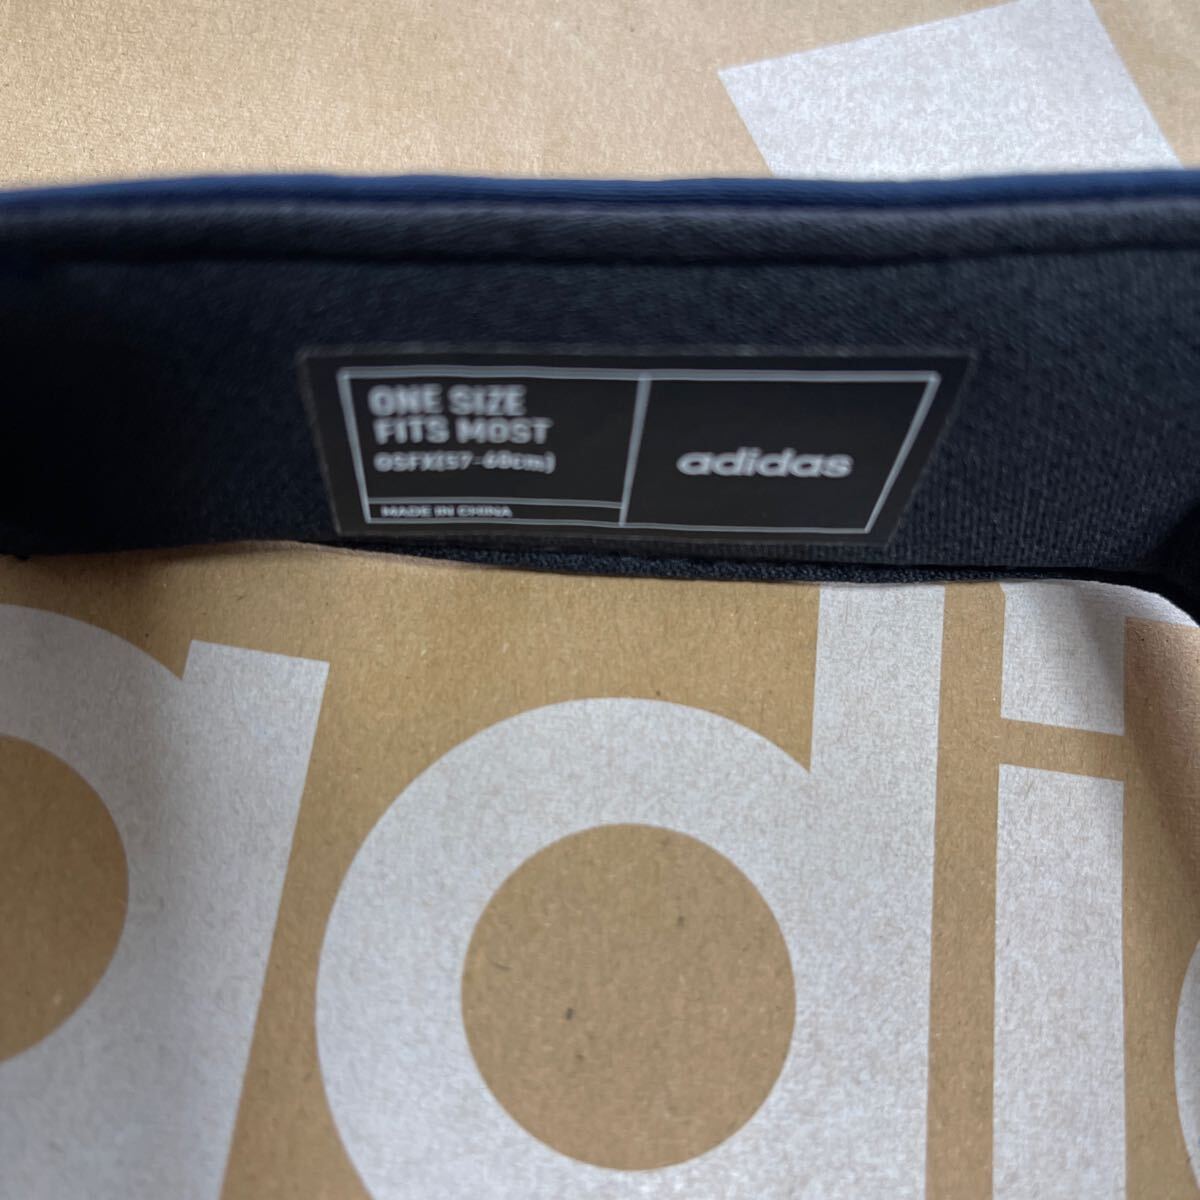 ONE SIZE
FITS MOST
OSFX(57-60cm)
MADE IN CHINA
adidas
adi